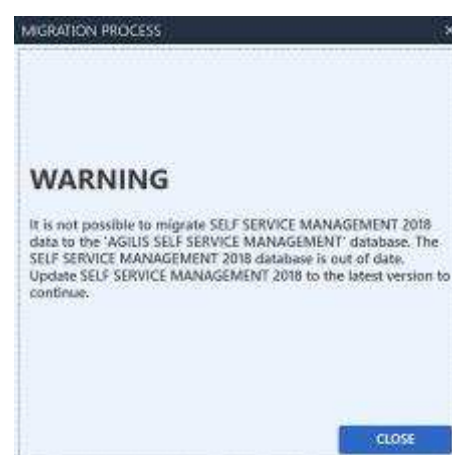 MIGRATION PROCESS
WARNING
It is not possible to migrate SELF SERVICE MANAGEMENT 2018
data to the 'AGILIS SELF SERVICE MANAGEMENT' database. The
SELF SERVICE MANAGEMENT 2018 database is out of date.
Update SELF SERVICE MANAGEMENT 2018 to the latest version to
continue.
CLOSE